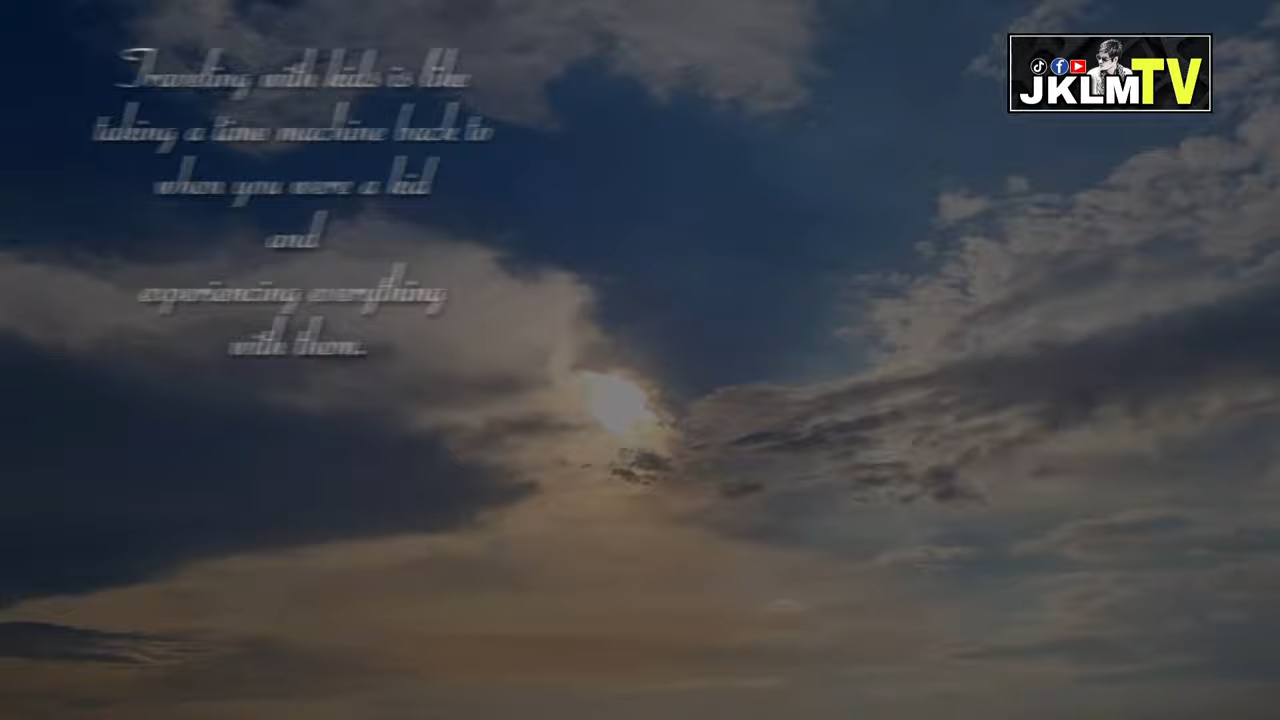 Traveling with kids is like
taking a time machine back to
when you were a kid
and
experiencing everything
with them.
JKLMTV